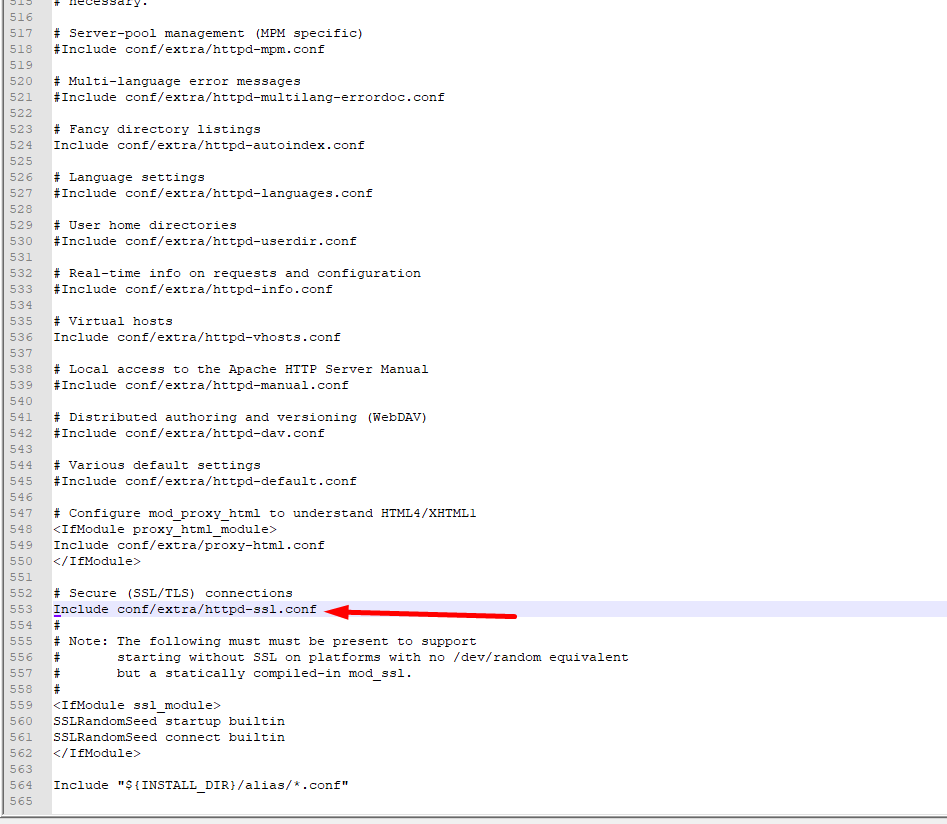 515 # necessary.
516
517 # Server-pool management (MPM specific)
518 #Include conf/extra/httpd-mpm.conf
519
520 # Multi-language error messages
521 #Include conf/extra/httpd-multilang-errordoc.conf
522
523 # Fancy directory listings
524 Include conf/extra/httpd-autoindex.conf
525
526 # Language settings
527 #Include conf/extra/httpd-languages.conf
528
529 # User home directories
530 #Include conf/extra/httpd-userdir.conf
531
532 # Real-time info on requests and configuration
533 #Include conf/extra/httpd-info.conf
534
535 # Virtual hosts
536 Include conf/extra/httpd-vhosts.conf
537
538 # Local access to the Apache HTTP Server Manual
539 #Include conf/extra/httpd-manual.conf
540
541 # Distributed authoring and versioning (WebDAV)
542 #Include conf/extra/httpd-dav.conf
543
544 # Various default settings
545 #Include conf/extra/httpd-default.conf
546
547 # Configure mod_proxy_html to understand HTML4/XHTML1
548 <IfModule proxy_html_module>
549 Include conf/extra/proxy-html.conf
550 </IfModule>
551
552 # Secure (SSL/TLS) connections
553 Include conf/extra/httpd-ssl.conf
554 #
555 # Note: The following must must be present to support
556 #       starting without SSL on platforms with no /dev/random equivalent
557 #       but a statically compiled-in mod_ssl.
558 #
559 <IfModule ssl_module>
560 SSLRandomSeed startup builtin
561 SSLRandomSeed connect builtin
562 </IfModule>
563
564 Include "${INSTALL_DIR}/alias/*.conf"
565